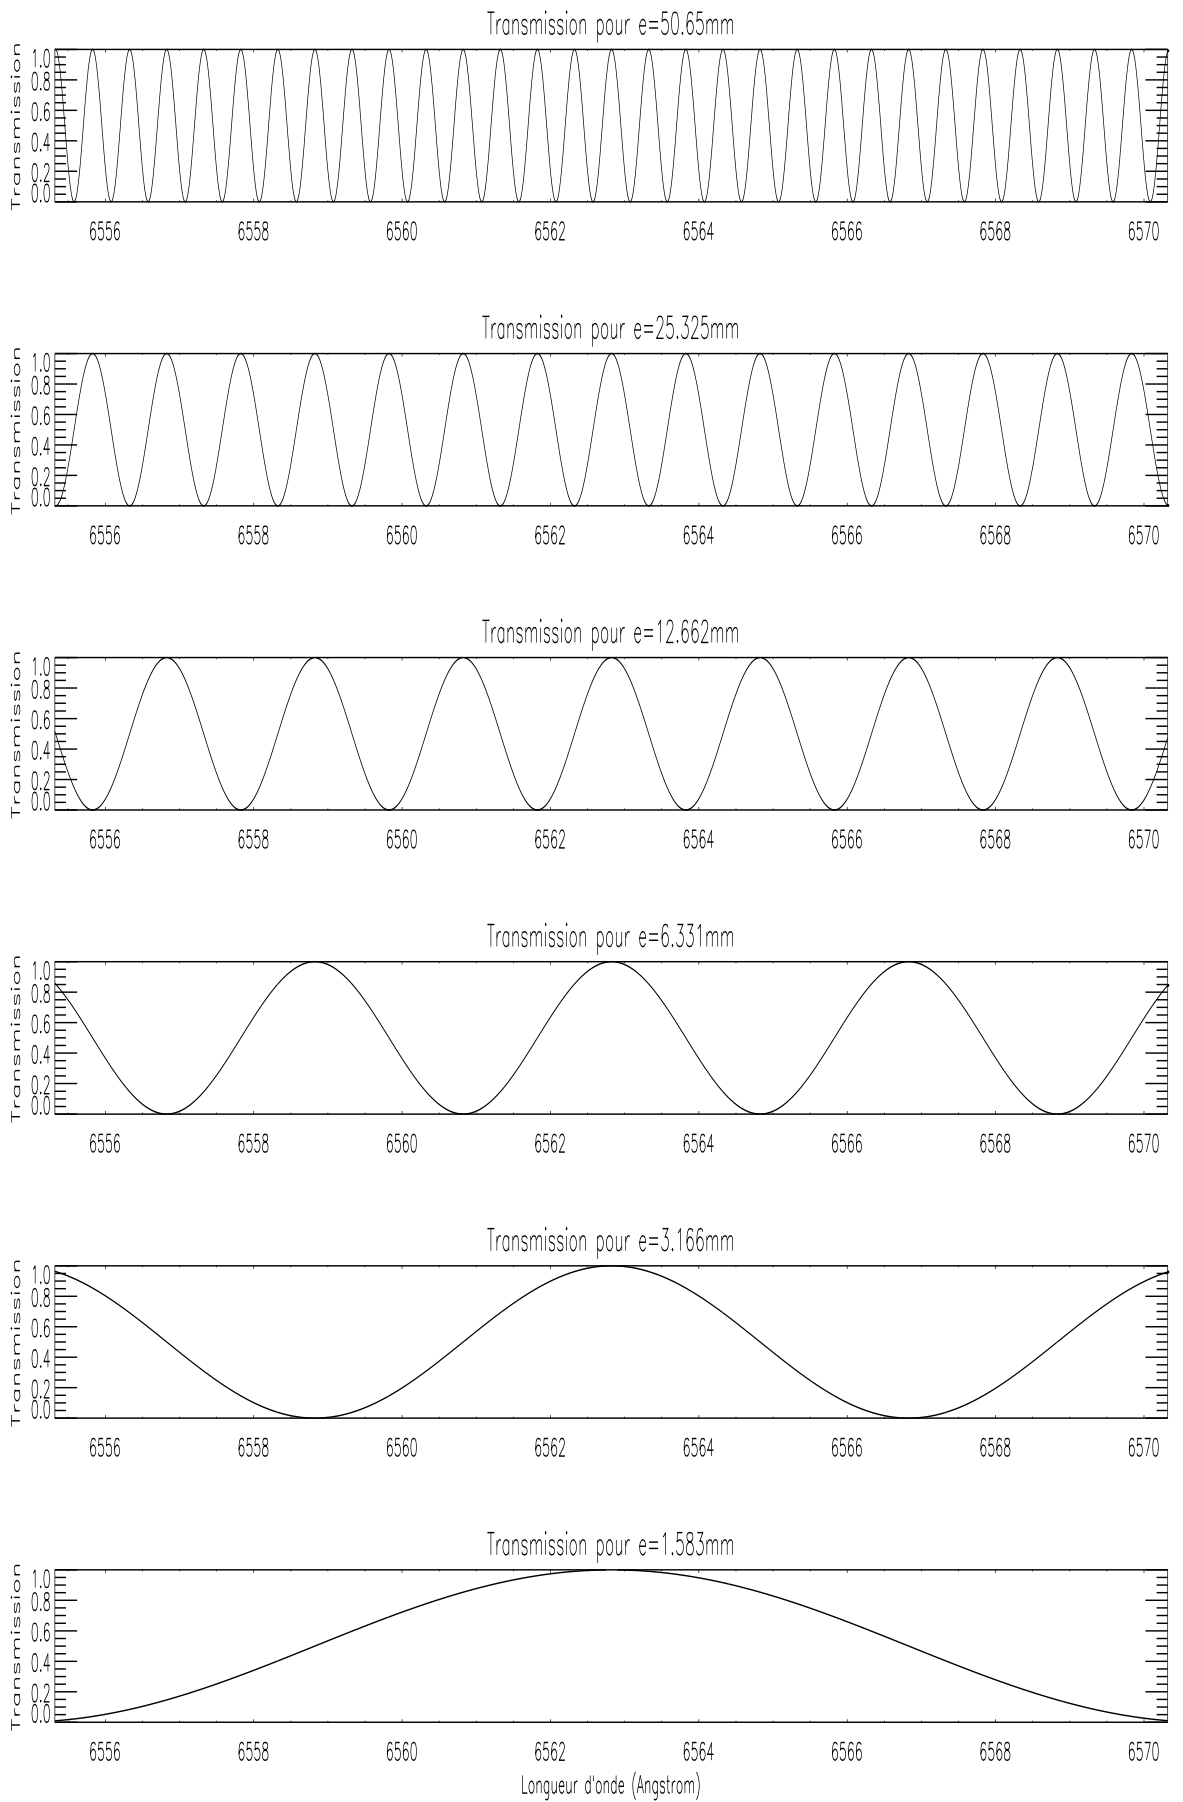 Transmission pour e=50.65mm
Transmission
1.0
0.8
0.6
0.4
0.2
0.0
6556 6558 6560 6562 6564 6566 6568 6570
Transmission pour e=25.325mm
Transmission
1.0
0.8
0.6
0.4
0.2
0.0
6556 6558 6560 6562 6564 6566 6568 6570
Transmission pour e=12.662mm
Transmission
1.0
0.8
0.6
0.4
0.2
0.0
6556 6558 6560 6562 6564 6566 6568 6570
Transmission pour e=6.331mm
Transmission
1.0
0.8
0.6
0.4
0.2
0.0
6556 6558 6560 6562 6564 6566 6568 6570
Transmission pour e=3.166mm
Transmission
1.0
0.8
0.6
0.4
0.2
0.0
6556 6558 6560 6562 6564 6566 6568 6570
Transmission pour e=1.583mm
Transmission
1.0
0.8
0.6
0.4
0.2
0.0
6556 6558 6560 6562 6564 6566 6568 6570
Longueur d'onde (Angstrom)